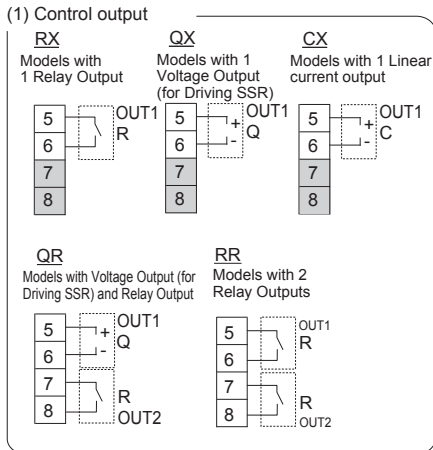 (1) Control output
RX
Models with
1 Relay Output
5
6
7
8
OUT1
R
QX
Models with 1
Voltage Output
(for Driving SSR)
5
6
7
8
+
-
OUT1
Q
CX
Models with 1 Linear
current output
5
6
7
8
+
-
OUT1
C
QR
Models with Voltage Output (for
Driving SSR) and Relay Output
5
6
7
8
+
-
OUT1
Q
R
OUT2
RR
Models with 2
Relay Outputs
5
6
7
8
OUT1
R
R
OUT2